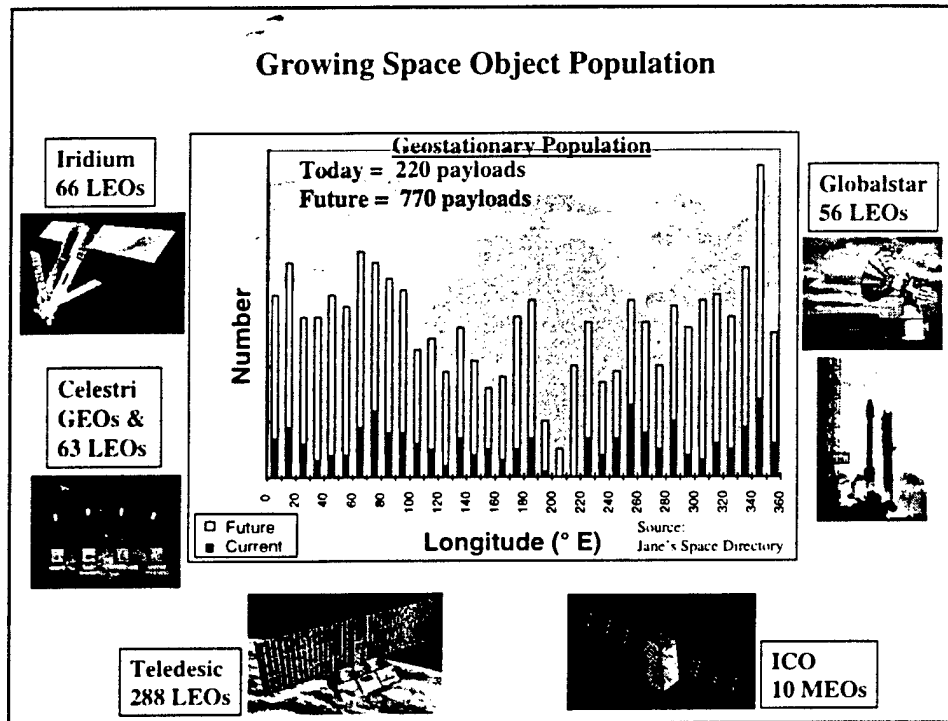 Growing Space Object Population
Iridium
66 LEOs
Celestri
GEOs &
63 LEOs
Geostationary Population
Today = 220 payloads
Future = 770 payloads
Number
0
20
40
60
80
100
120
140
160
180
200
220
240
260
280
300
320
340
360
Longitude (° E)
Future
Current
Source:
Jane's Space Directory
Globalstar
56 LEOs
Teledesic
288 LEOs
ICO
10 MEOs